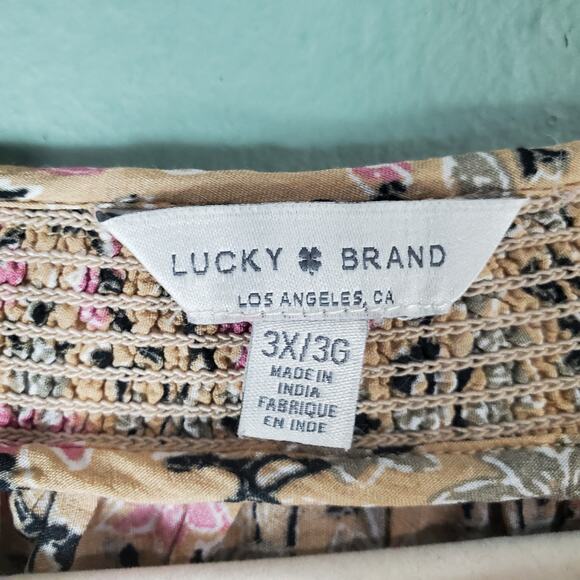 LUCKY BRAND
LOS ANGELES, CA
3X/3G
MADE IN
INDIA
FABRIQUE
EN INDE